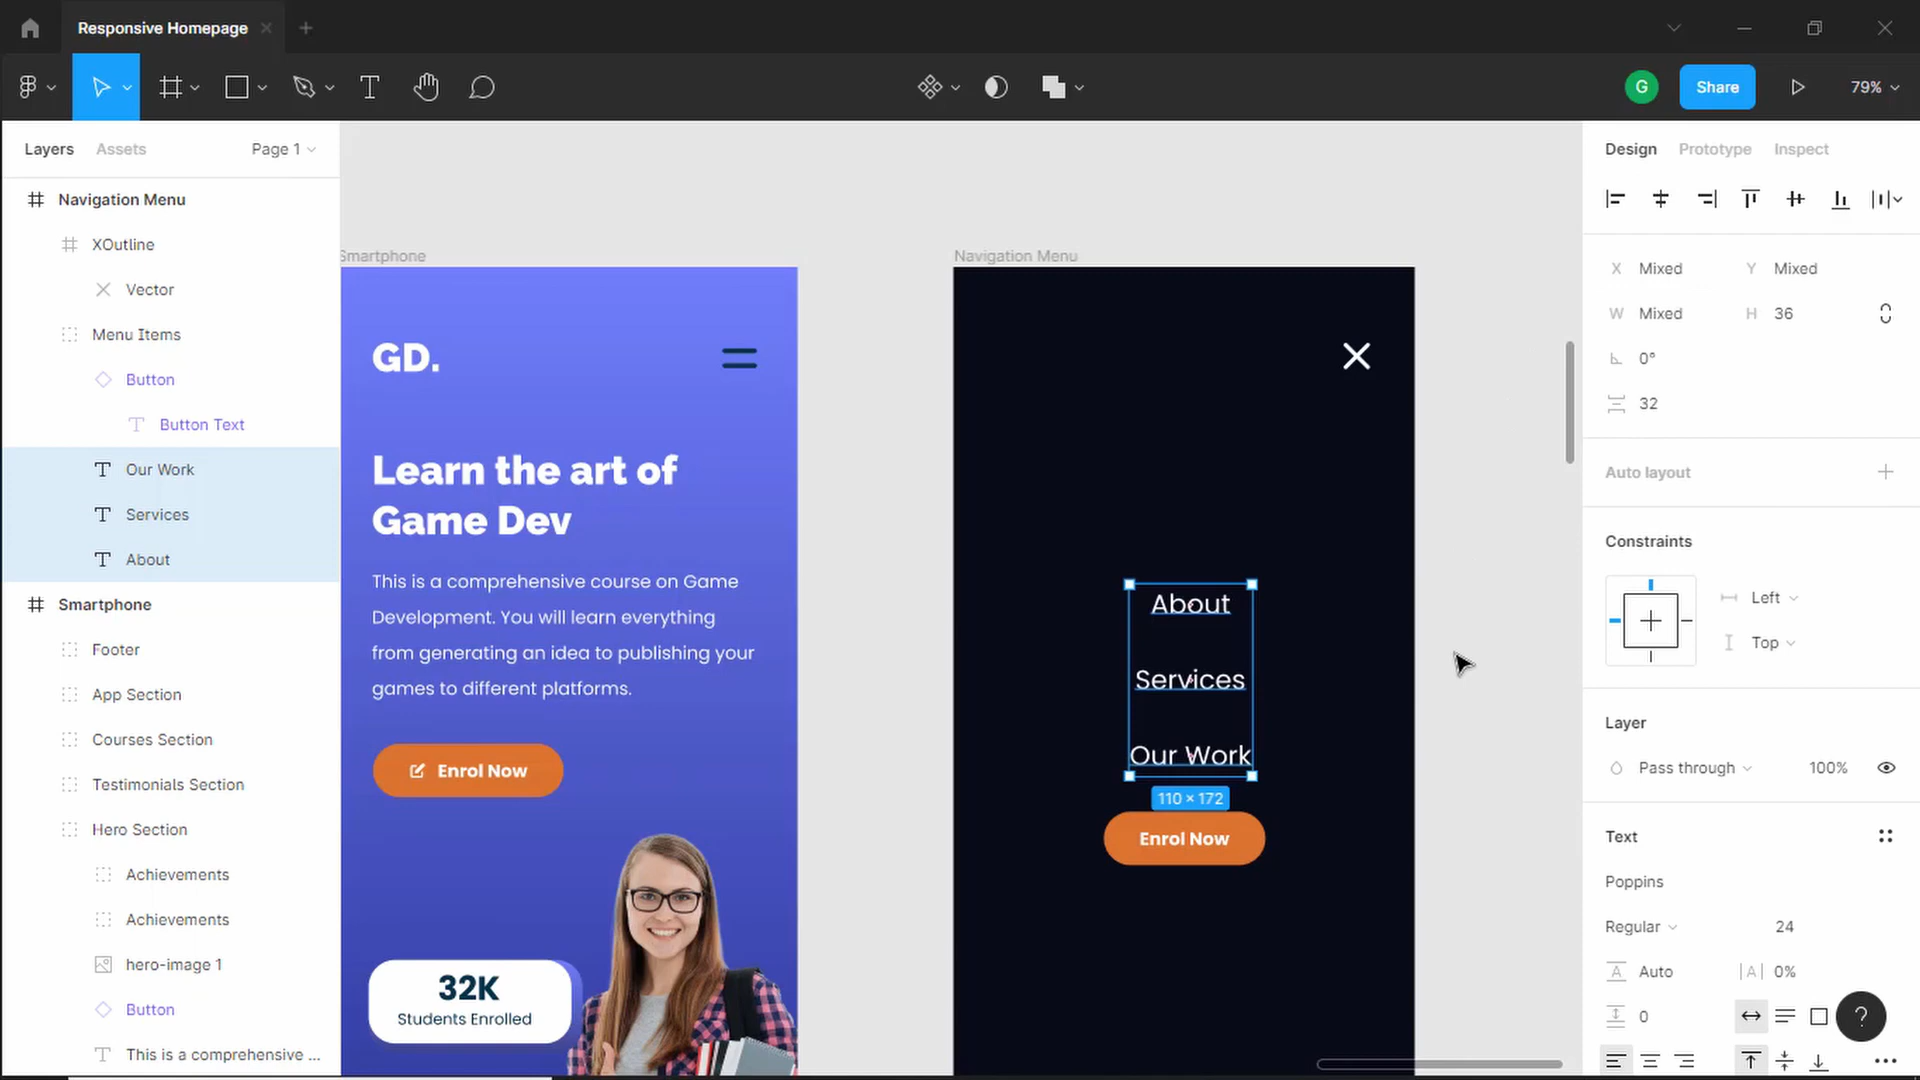 Responsive Homepage
Share
79%
G
Layers
Assets
Page 1
Navigation Menu
XOutline
Vector
Menu Items
Button
Button Text
Our Work
Services
About
Smartphone
Footer
App Section
Courses Section
Testimonials Section
Hero Section
Achievements
Achievements
hero-image 1
Button
This is a comprehensive ...
Smartphone
GD.
Learn the art of
Game Dev
This is a comprehensive course on Game
Development. You will learn everything
from generating an idea to publishing your
games to different platforms.
Enrol Now
32K
Students Enrolled
Navigation Menu
About
Services
Our Work
110 × 172
Enrol Now
Design
Prototype
Inspect
X Mixed
Y Mixed
W Mixed
H 36
0°
32
Auto layout
Constraints
Left
Top
Layer
Pass through
100%
Text
Poppins
Regular
24
Auto
0%
0
?